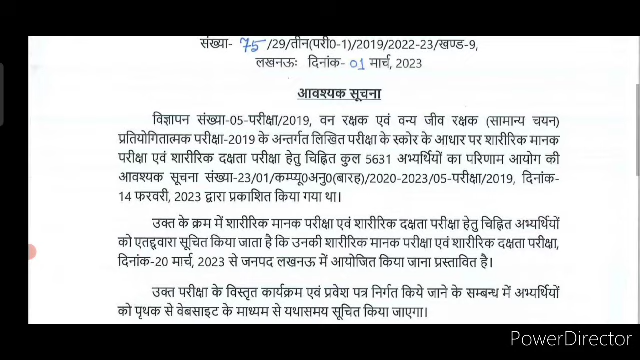 संख्या- 75 /29/तीन(परी0-1)/2019/2022-23/खण्ड-9,
लखनऊः दिनांक- 01 मार्च, 2023
आवश्यक सूचना
विज्ञापन संख्या-05-परीक्षा/2019, वन रक्षक एवं वन्य जीव रक्षक (सामान्य चयन)
प्रतियोगितात्मक परीक्षा-2019 के अन्तर्गत लिखित परीक्षा के स्कोर के आधार पर शारीरिक मानक
परीक्षा एवं शारीरिक दक्षता परीक्षा हेतु चिह्नित कुल 5631 अभ्यर्थियों का परिणाम आयोग की
आवश्यक सूचना संख्या-23/01/कम्प्यू0अनु0(बारह)/2020-2023/05-परीक्षा/2019, दिनांक-
14 फरवरी, 2023 द्वारा प्रकाशित किया गया था।
उक्त के क्रम में शारीरिक मानक परीक्षा एवं शारीरिक दक्षता परीक्षा हेतु चिह्नित अभ्यर्थियों
को एतद्द्वारा सूचित किया जाता है कि उनकी शारीरिक मानक परीक्षा एवं शारीरिक दक्षता परीक्षा,
दिनांक-20 मार्च, 2023 से जनपद लखनऊ में आयोजित किया जाना प्रस्तावित है।
उक्त परीक्षा के विस्तृत कार्यक्रम एवं प्रवेश पत्र निर्गत किये जाने के सम्बन्ध में अभ्यर्थियों
को पृथक से वेबसाइट के माध्यम से यथासमय सूचित किया जाएगा।
PowerDirector